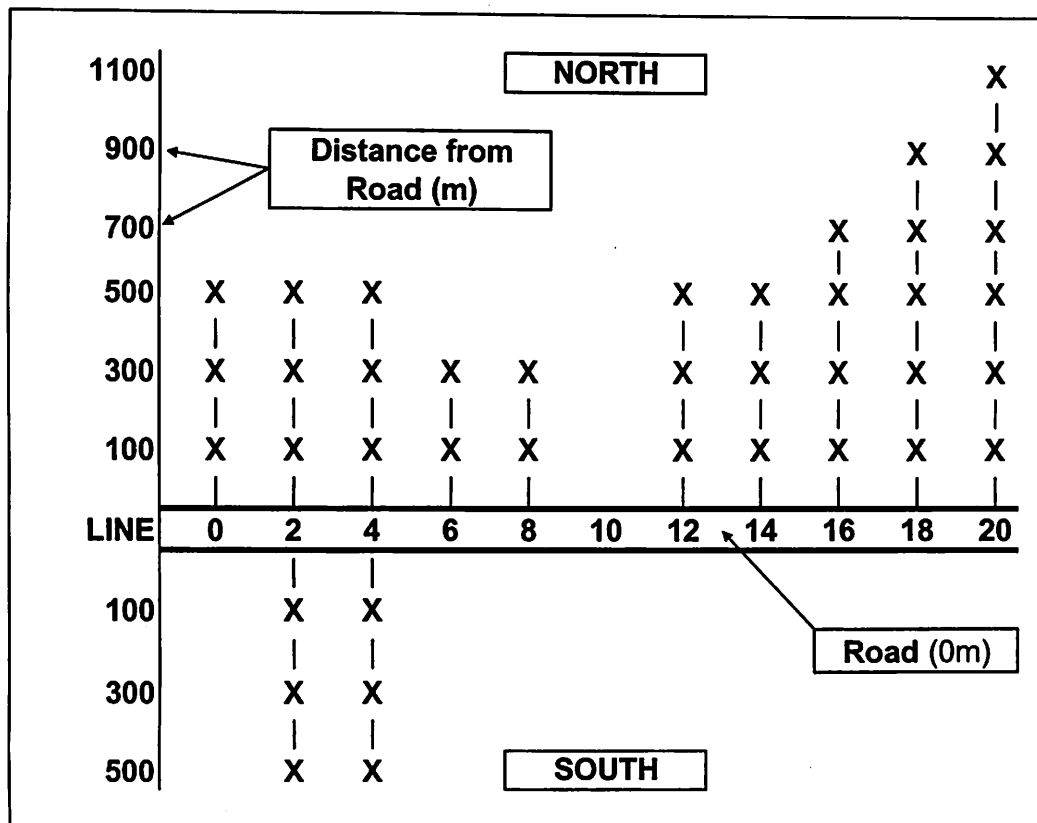 1100 NORTH X
900 Distance from Road (m) X X
700 X X X
500 X X X X X X X X
300 X X X X X X X X X X
100 X X X X X X X X X X
LINE 0 2 4 6 8 10 12 14 16 18 20
100 X X
Road (0m)
300 X X
500 X X SOUTH